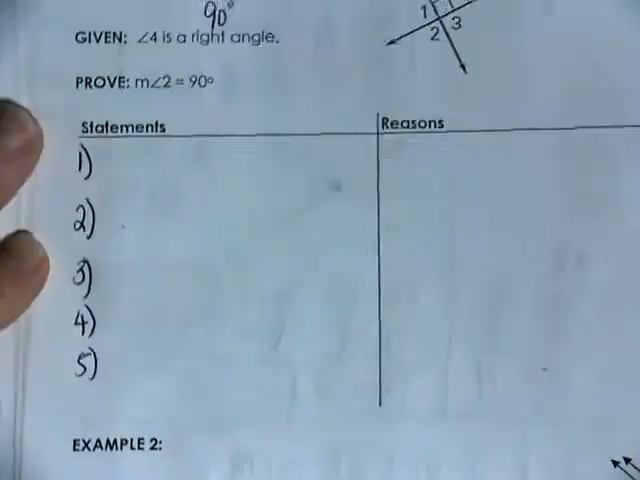 90°
GIVEN: ∠4 is a right angle.
1
2 3
PROVE: m∠2 = 90°
Statements Reasons
1)
2)
3)
4)
5)
EXAMPLE 2: